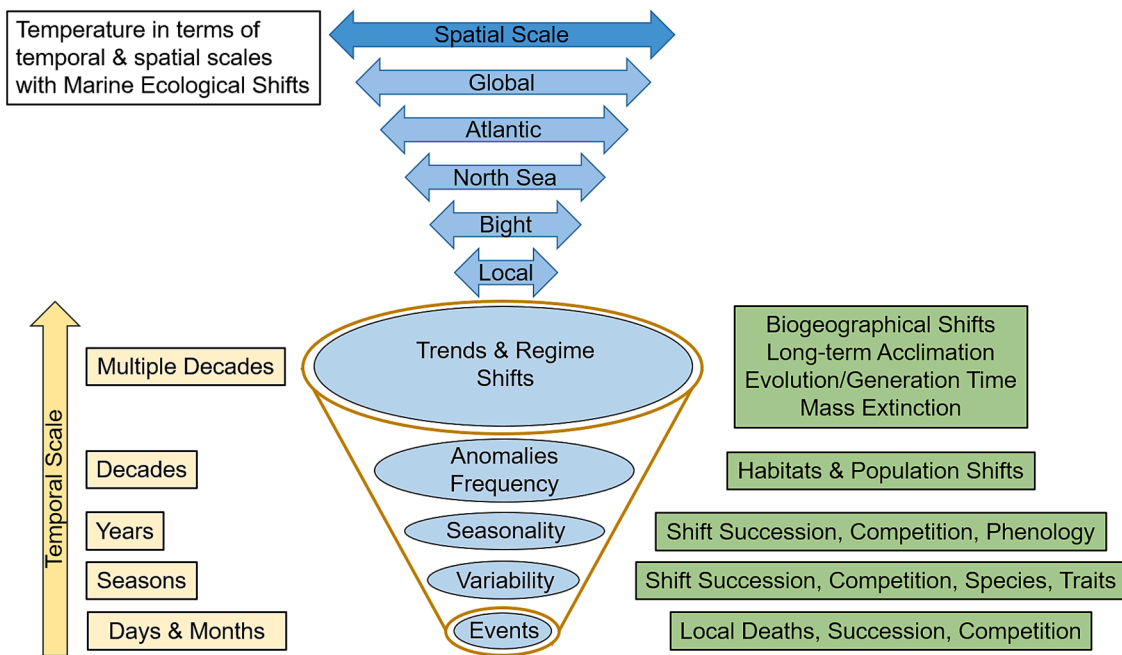 Temperature in terms of
temporal & spatial scales
with Marine Ecological Shifts
Spatial Scale
Global
Atlantic
North Sea
Bight
Local
Temporal Scale
Multiple Decades
Trends & Regime
Shifts
Biogeographical Shifts
Long-term Acclimation
Evolution/Generation Time
Mass Extinction
Decades
Anomalies
Frequency
Habitats & Population Shifts
Years
Seasonality
Shift Succession, Competition, Phenology
Seasons
Variability
Shift Succession, Competition, Species, Traits
Days & Months
Events
Local Deaths, Succession, Competition